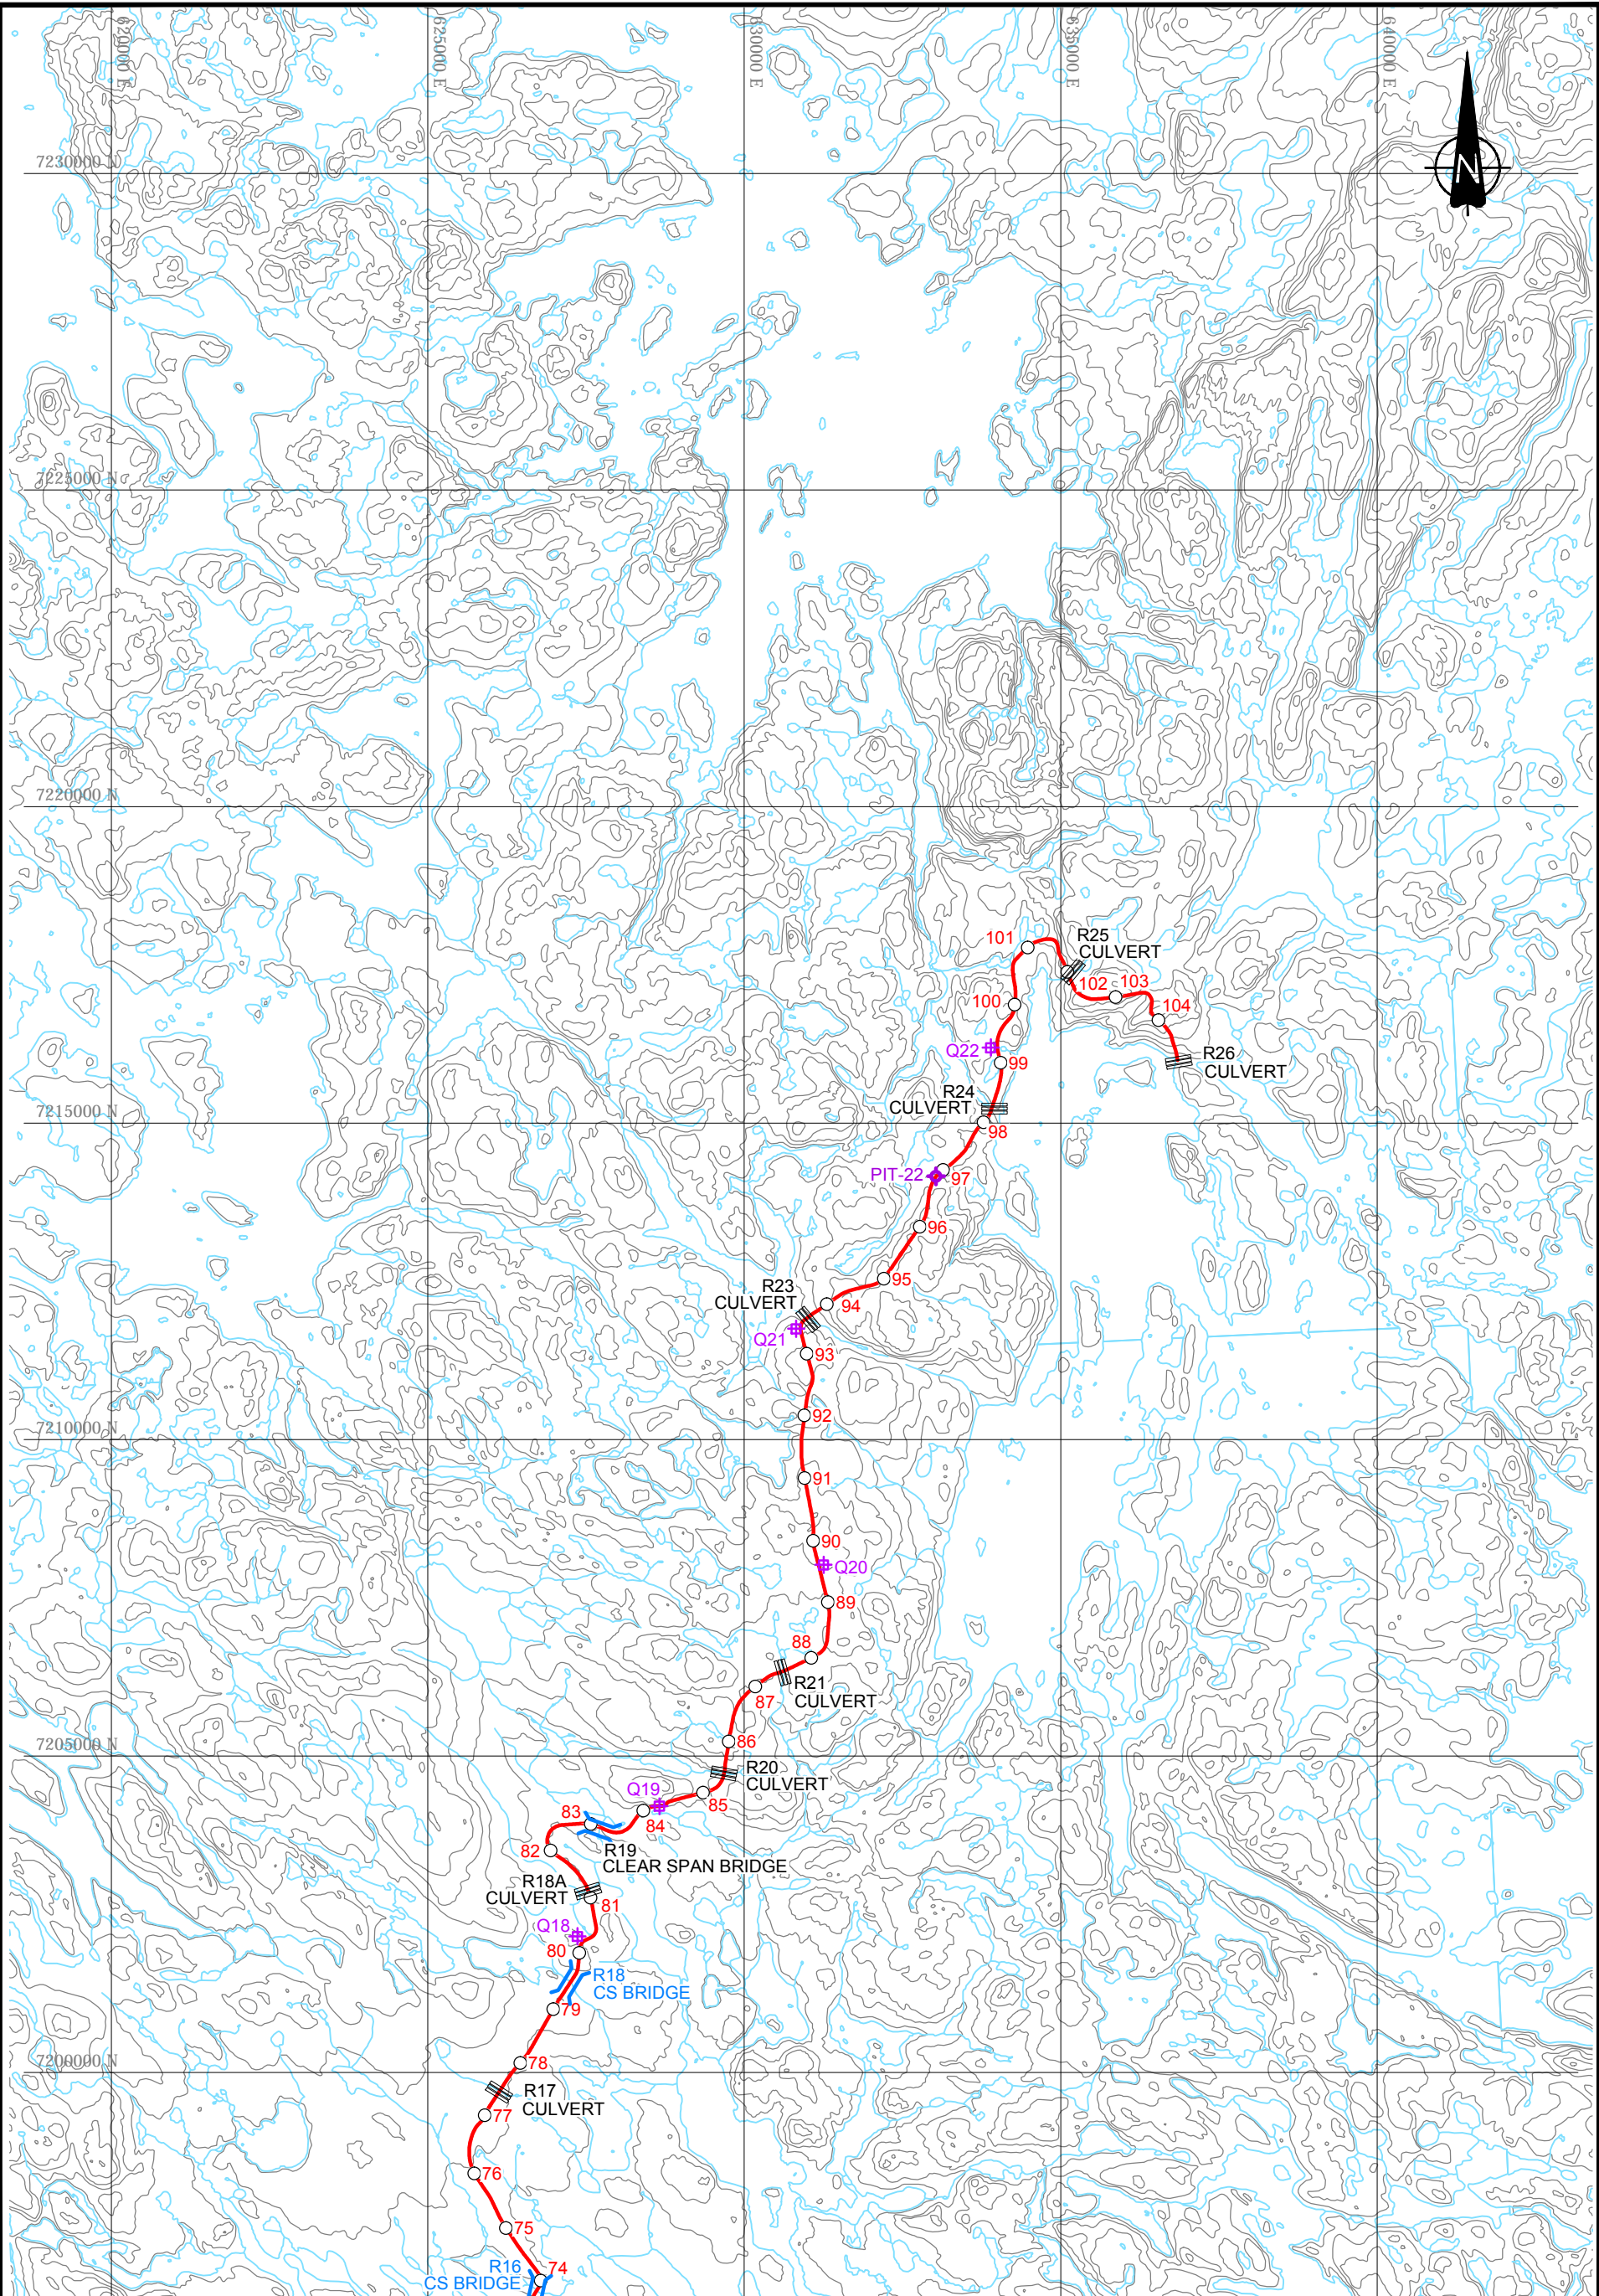 620000 E
625000 E
630000 E
635000 E
640000 E
N
7230000 N
7225000 N
7220000 N
101
R25
CULVERT
102
103
100
104
Q22
99
R26
CULVERT
R24
CULVERT
7215000 N
98
PIT-22
97
96
95
R23
CULVERT
94
Q21
93
92
7210000 N
91
90
Q20
89
88
R21
CULVERT
87
86
7205000 N
R20
CULVERT
Q19
85
83
84
82
R19
CLEAR SPAN BRIDGE
R18A
CULVERT
81
Q18
80
R18
CS BRIDGE
79
7200000 N
78
R17
CULVERT
77
76
75
R16
CS BRIDGE
74